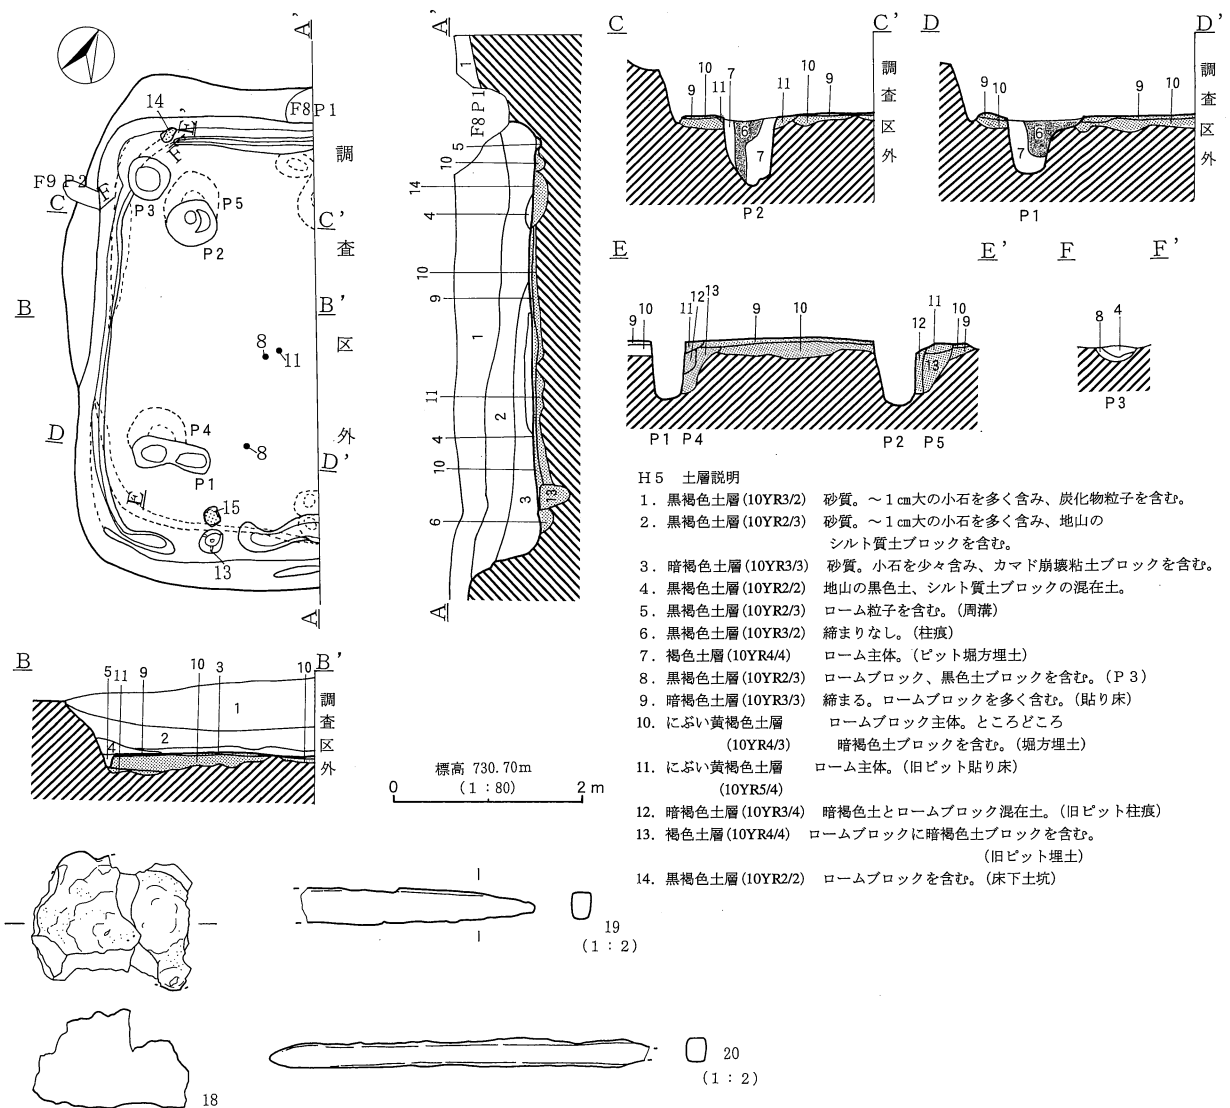 A'
14
E'
F8P1
調
F'
F9 P2
F
C
P3
P5
C'
査
P2
B
B'
区
8
11
D
P4
外
8
D'
P1
E
15
13
A
A'
1
F8P1
5
10
14
4
10
9
1
11
2
4
10
3
13
6
A
C
C'
D
D'
9 10 11 7 11 10 9
調
査
区
外
6
7
P2
9 10 9 10
調
査
区
外
6
7
P1
E
E'
F
F'
9 10 11 12 13 9 10 12 11 10 9
13
P1 P4 P2 P5
8 4
P3
B
B'
5 11 9 10 3 10
調
査
区
外
1
2
4
標高 730.70m
0 (1:80) 2m
H5 土層説明
1. 黒褐色土層(10YR3/2) 砂質。~1㎝大の小石を多く含み、炭化物粒子を含む。
2. 黒褐色土層(10YR2/3) 砂質。~1㎝大の小石を多く含み、地山の
シルト質土ブロックを含む。
3. 暗褐色土層(10YR3/3) 砂質。小石を少々含み、カマド崩壊粘土ブロックを含む。
4. 黒褐色土層(10YR2/2) 地山の黒色土、シルト質土ブロックの混在土。
5. 黒褐色土層(10YR2/3) ローム粒子を含む。(周溝)
6. 黒褐色土層(10YR3/2) 締まりなし。(柱痕)
7. 褐色土層(10YR4/4) ローム主体。(ピット堀方埋土)
8. 黒褐色土層(10YR2/3) ロームブロック、黒色土ブロックを含む。(P3)
9. 暗褐色土層(10YR3/3) 締まる。ロームブロックを多く含む。(貼り床)
10. にぶい黄褐色土層 ロームブロック主体。ところどころ
(10YR4/3) 暗褐色土ブロックを含む。(堀方埋土)
11. にぶい黄褐色土層 ローム主体。(旧ピット貼り床)
(10YR5/4)
12. 暗褐色土層(10YR3/4) 暗褐色土とロームブロック混在土。(旧ピット柱痕)
13. 褐色土層(10YR4/4) ロームブロックに暗褐色土ブロックを含む。
(旧ピット埋土)
14. 黒褐色土層(10YR2/2) ロームブロックを含む。(床下土坑)
19
(1:2)
18
20
(1:2)